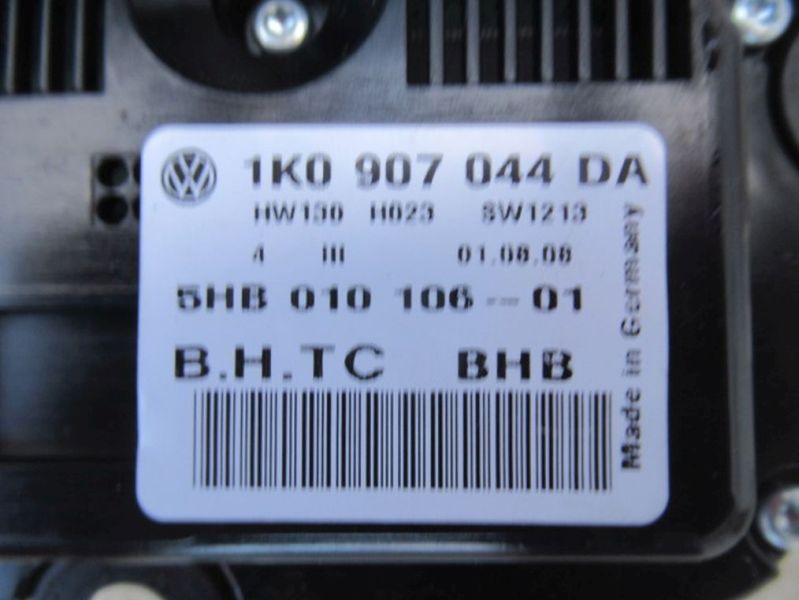 1K0 907 044 DA
HW130 H023 SW1213
4 III 01.08.08
5HB 010 106-01
B.H.TC BHB
Made in Germany